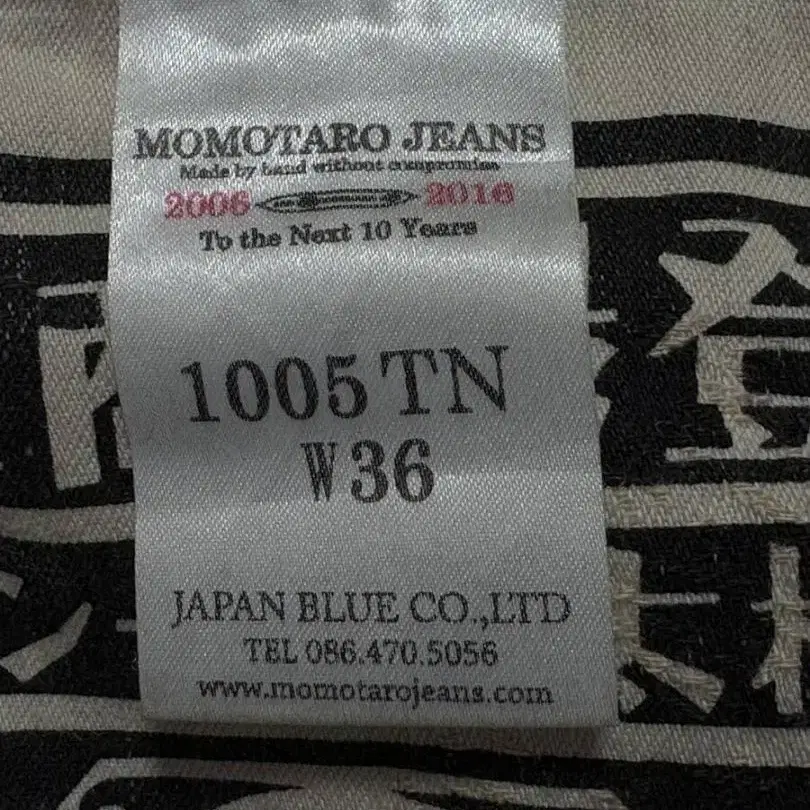 MOMOTARO JEANS
Made by hand without compromise
2006 2016
To the Next 10 Years
1005 TN
W36
JAPAN BLUE CO.,LTD
TEL 086.470.5056
www.momotarojeans.com
登